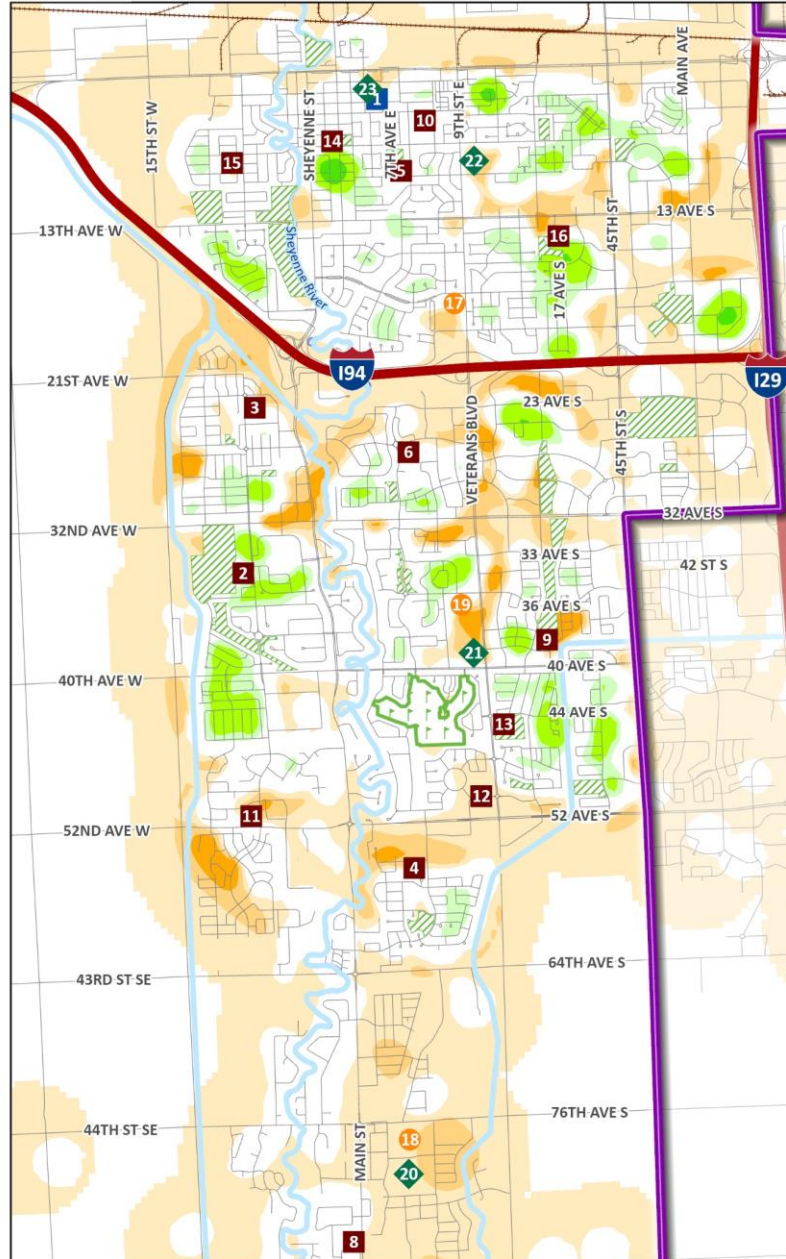 MAIN AVE
23
1
15TH ST W
SHEYENNE ST
7TH AVE E
10
9TH ST E
14
15
5
22
13 AVE S
13TH AVE W
45TH ST
16
Sheyenne River
17 AVE S
17
I94
I29
21ST AVE W
3
23 AVE S
VETERANS BLVD
45TH ST S
6
32 AVE S
32ND AVE W
33 AVE S
42 ST S
2
19
36 AVE S
9
21
40 AVE S
40TH AVE W
44 AVE S
13
12
11
52 AVE S
52ND AVE W
4
64TH AVE S
43RD ST SE
76TH AVE S
44TH ST SE
18
MAIN ST
20
8